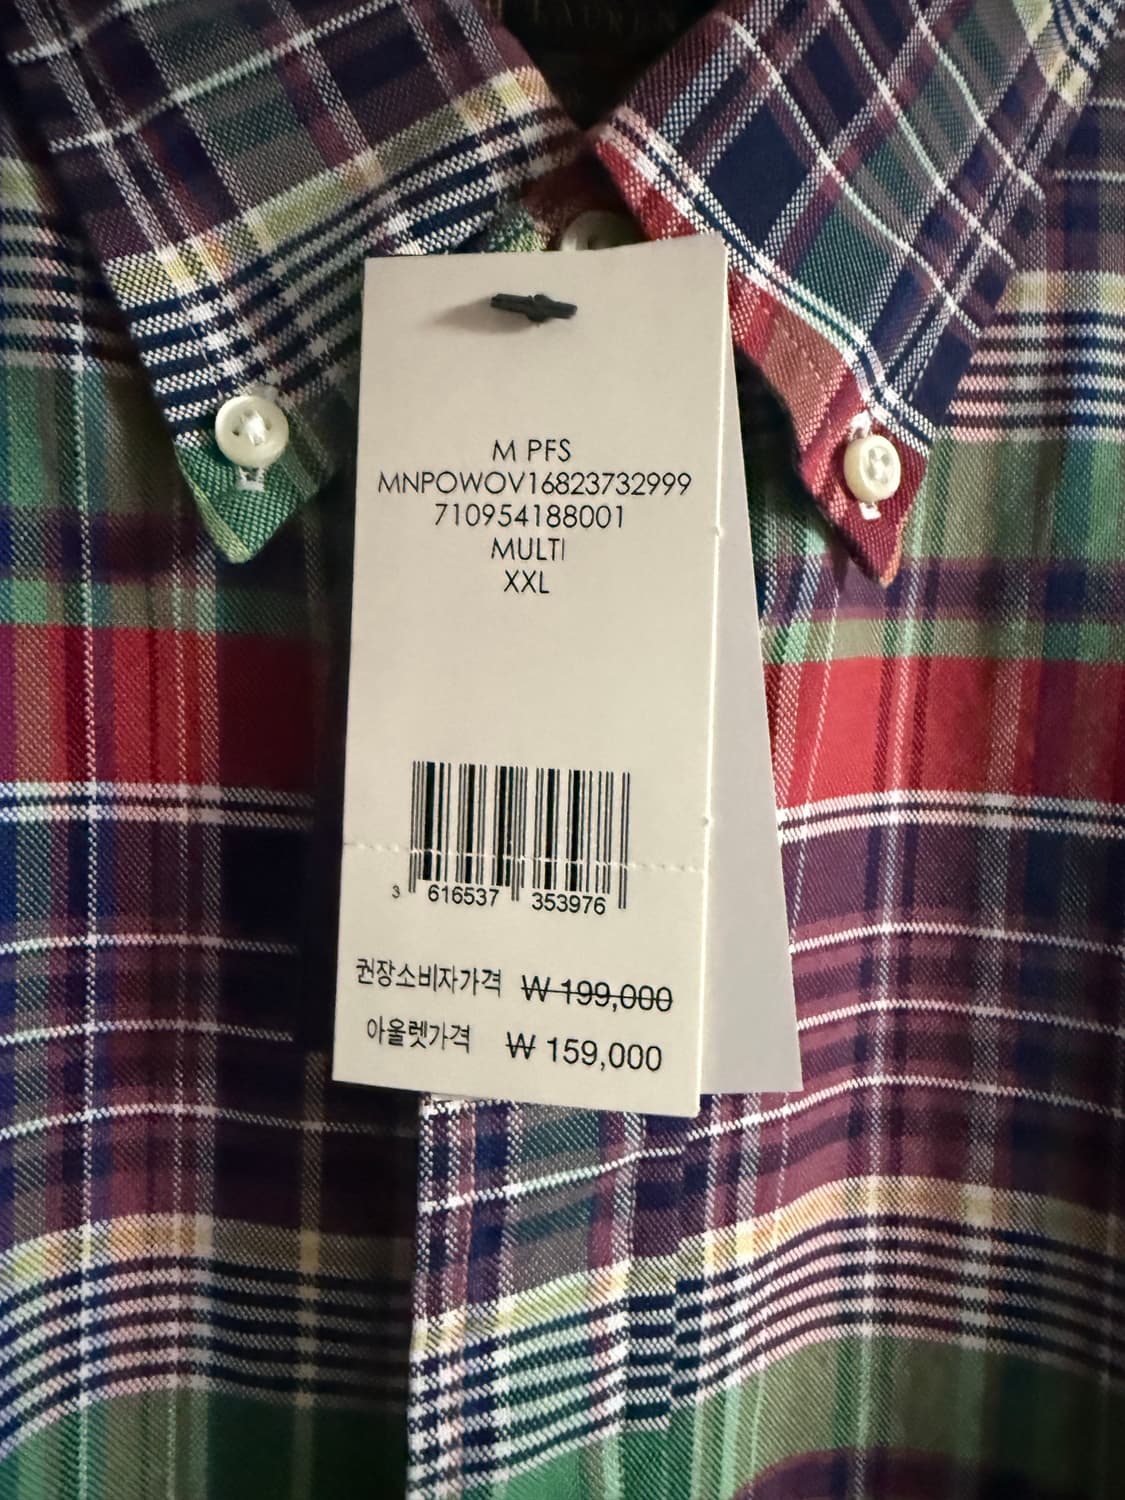 LAUREN
M PFS
MNPOWOV16823732999
710954188001
MULTI
XXL
3 616537 353976
권장소비자가격 ₩ 199,000
아울렛가격 ₩ 159,000